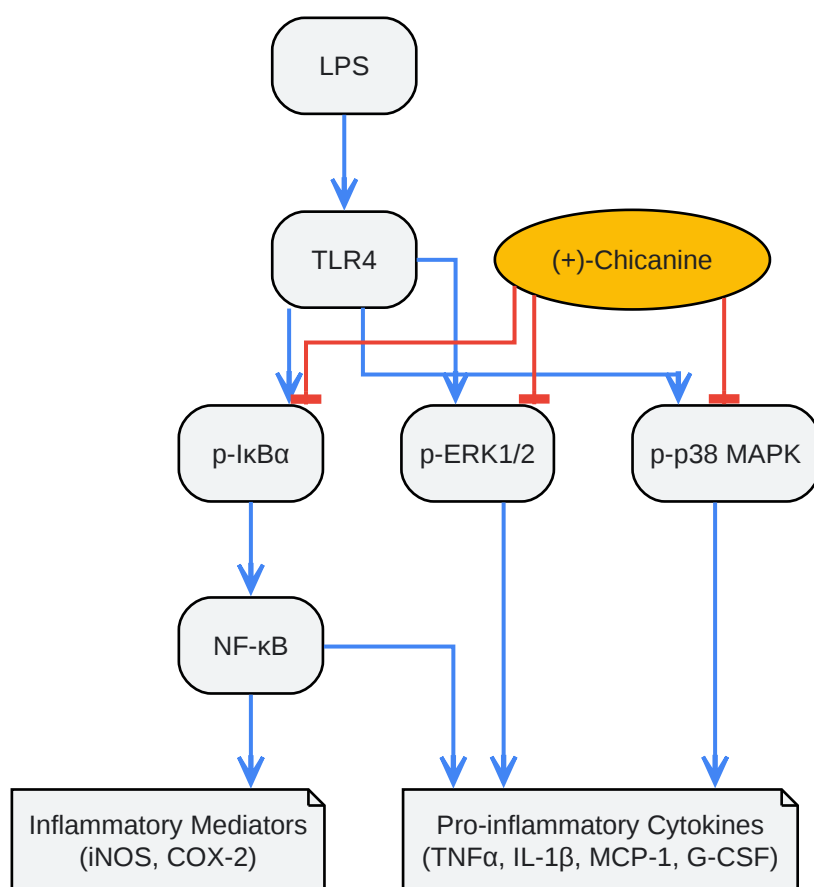 LPS
TLR4
(+)-Chicanine
p-IκBα
p-ERK1/2
p-p38 MAPK
NF-κB
Inflammatory Mediators
(iNOS, COX-2)
Pro-inflammatory Cytokines
(TNFα, IL-1β, MCP-1, G-CSF)